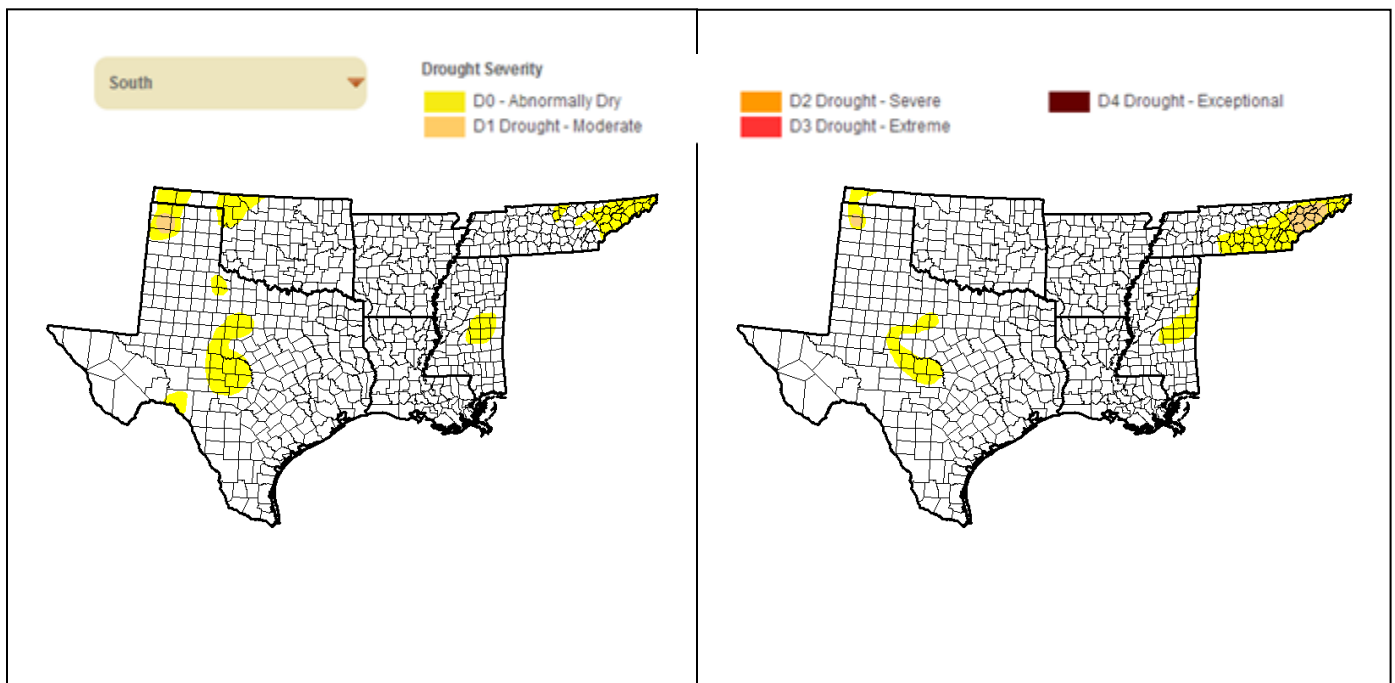 South
Drought Severity
D0 - Abnormally Dry
D1 Drought - Moderate
D2 Drought - Severe
D3 Drought - Extreme
D4 Drought - Exceptional